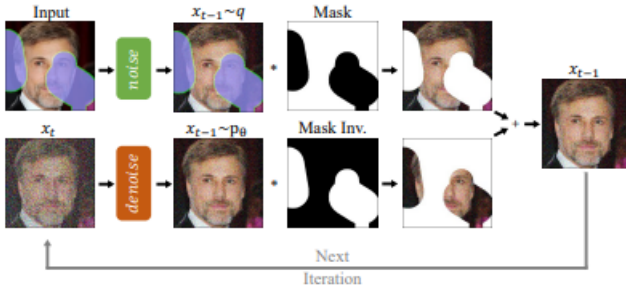 Input
x_{t−1}~q
Mask
noise
*
x_{t−1}
+
x_t
x_{t−1}~p_θ
Mask Inv.
denoise
*
Next
Iteration